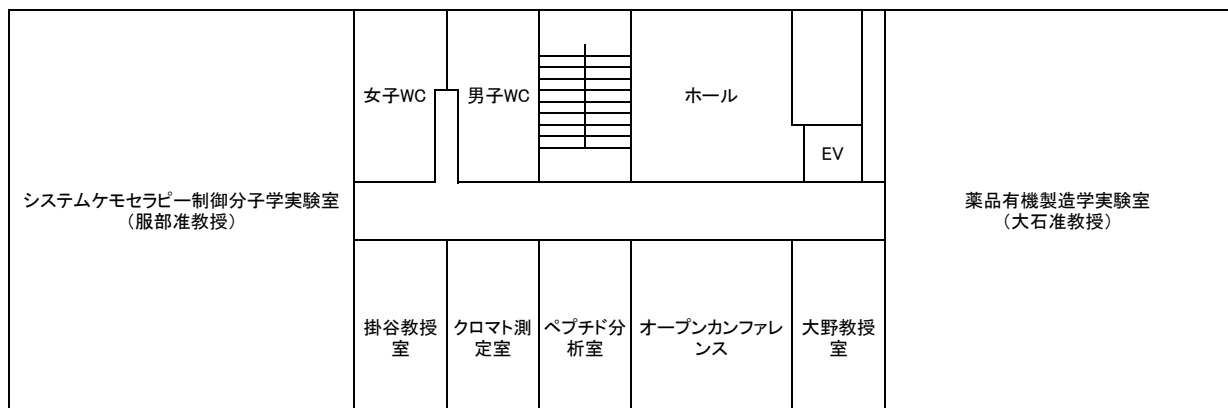 女子WC
男子WC
ホール
EV
システムケモセラピー制御分子学実験室
（服部准教授）
薬品有機製造学実験室
（大石准教授）
掛谷教授
室
クロマト測
定室
ペプチド分
析室
オープンカンファレ
ンス
大野教授
室